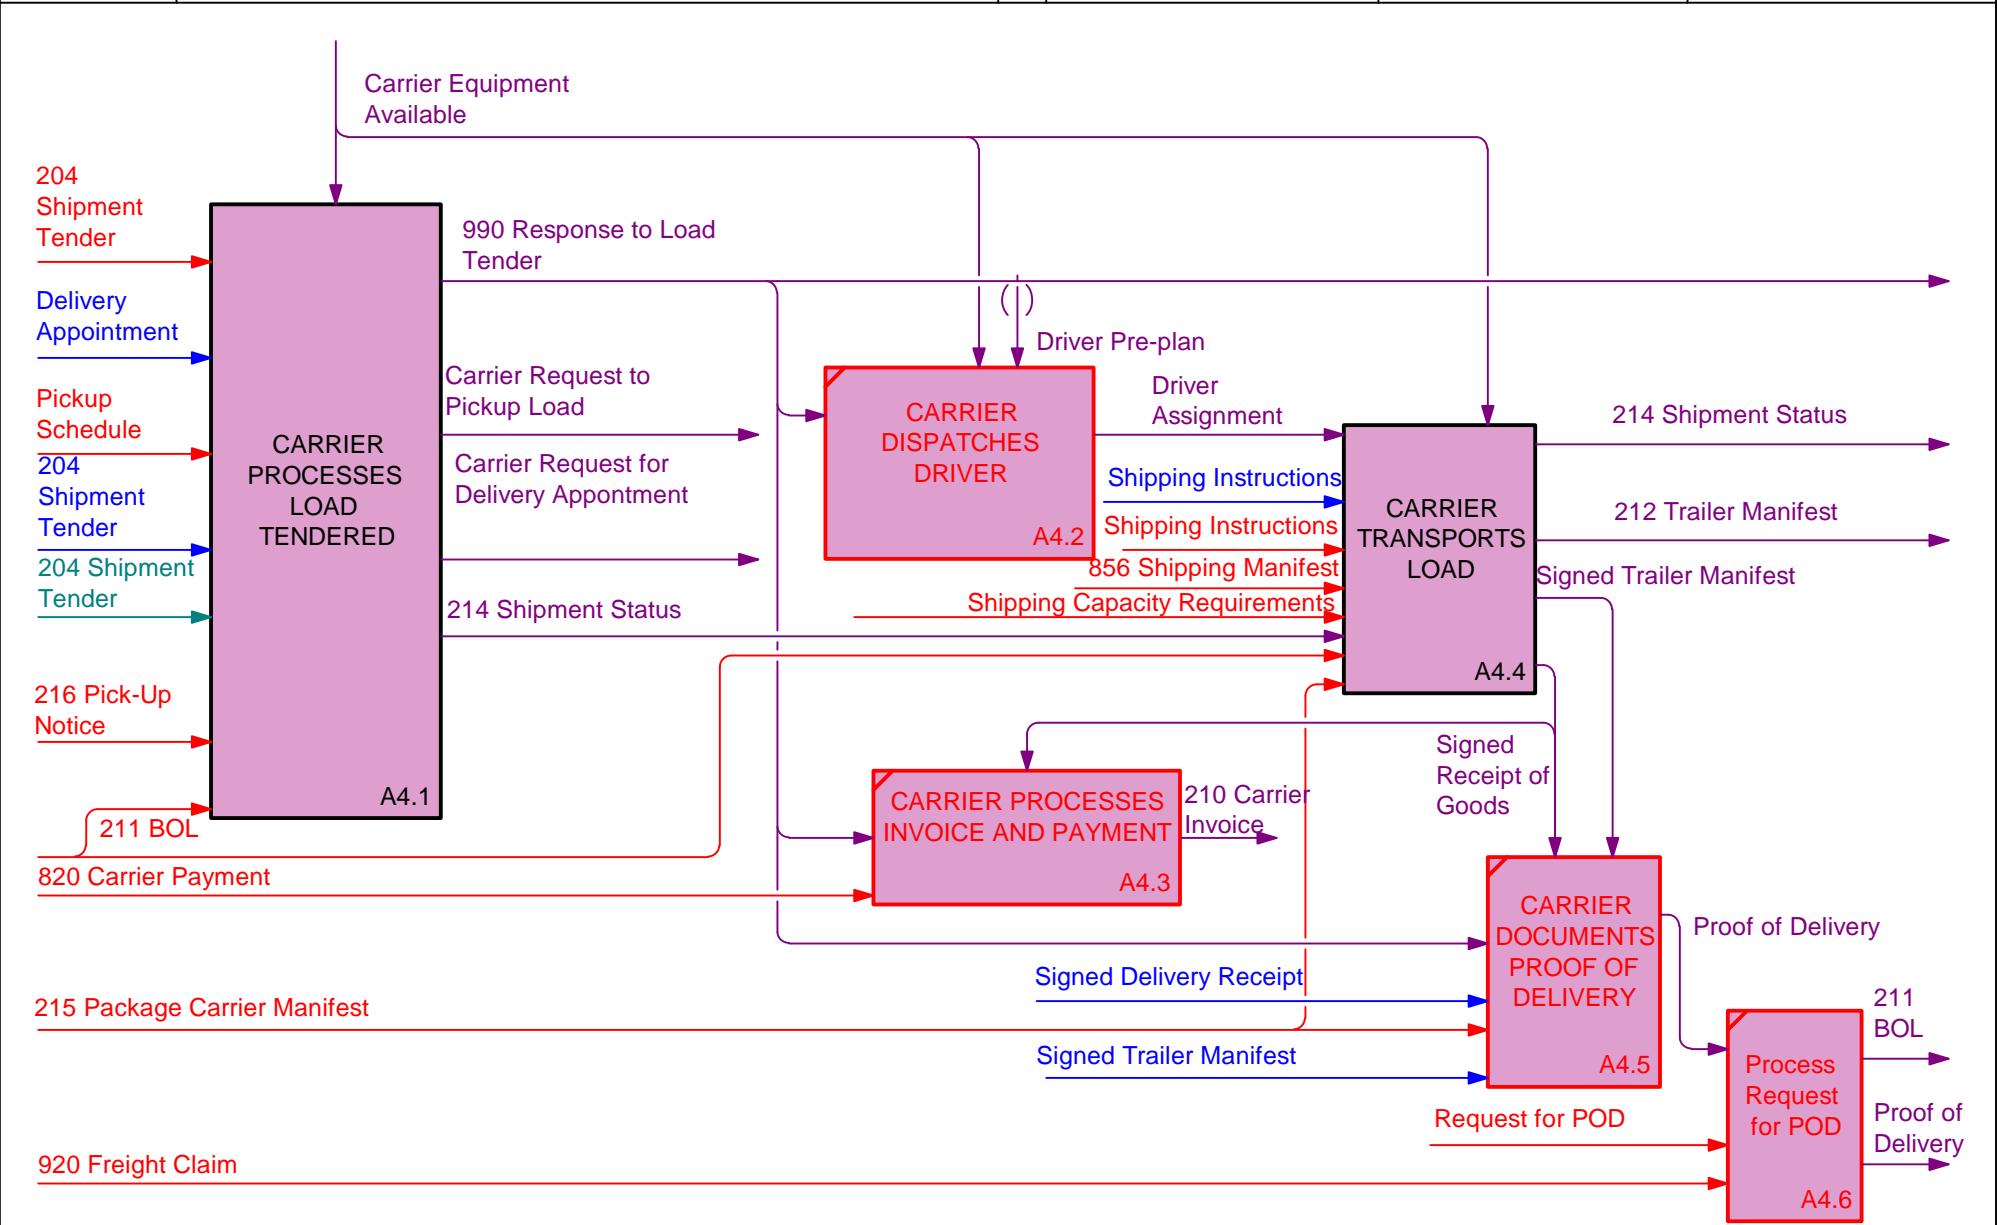 Carrier Equipment
Available
204
Shipment
Tender
990 Response to Load
Tender
Delivery
Appointment
Driver Pre-plan
Carrier Request to
Pickup Load
Driver
Assignment
Pickup
Schedule
CARRIER
PROCESSES
LOAD
TENDERED
A4.1
CARRIER
DISPATCHES
DRIVER
A4.2
214 Shipment Status
204
Shipment
Tender
Carrier Request for
Delivery Appontment
Shipping Instructions
Shipping Instructions
856 Shipping Manifest
Shipping Capacity Requirements
CARRIER
TRANSPORTS
LOAD
A4.4
212 Trailer Manifest
Signed Trailer Manifest
204 Shipment
Tender
214 Shipment Status
216 Pick-Up
Notice
Signed
Receipt of
Goods
CARRIER PROCESSES
INVOICE AND PAYMENT
A4.3
210 Carrier
Invoice
211 BOL
820 Carrier Payment
CARRIER
DOCUMENTS
PROOF OF
DELIVERY
A4.5
Proof of Delivery
Signed Delivery Receipt
215 Package Carrier Manifest
Signed Trailer Manifest
211
BOL
Process
Request
for POD
A4.6
Request for POD
Proof of
Delivery
920 Freight Claim